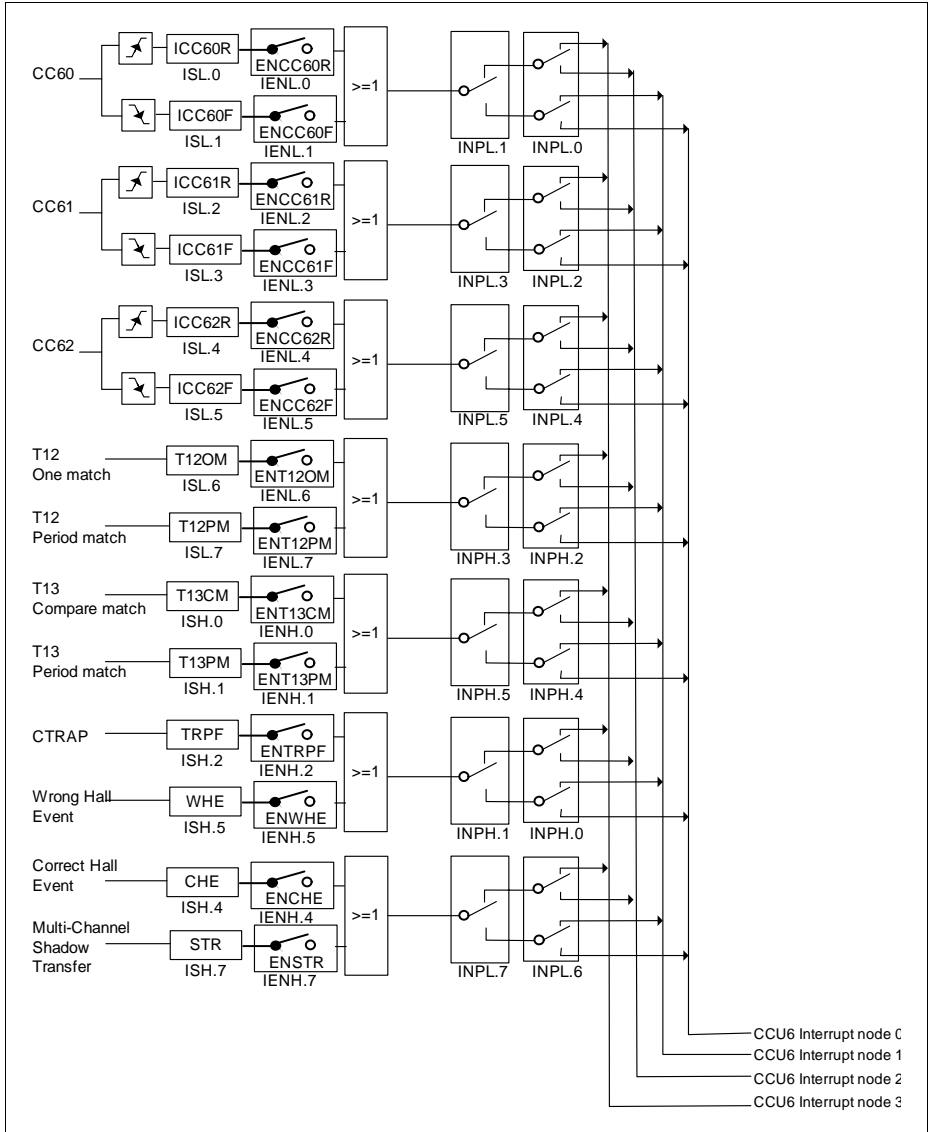 CC60
ICC60R
ISL.0
ENCC60R
IENL.0
ICC60F
ISL.1
ENCC60F
IENL.1
>=1
INPL.1
INPL.0
CC61
ICC61R
ISL.2
ENCC61R
IENL.2
ICC61F
ISL.3
ENCC61F
IENL.3
>=1
INPL.3
INPL.2
CC62
ICC62R
ISL.4
ENCC62R
IENL.4
ICC62F
ISL.5
ENCC62F
IENL.5
>=1
INPL.5
INPL.4
T12
One match
T12OM
ISL.6
ENT12OM
IENL.6
T12
Period match
T12PM
ISL.7
ENT12PM
IENL.7
>=1
INPH.3
INPH.2
T13
Compare match
T13CM
ISH.0
ENT13CM
IENH.0
T13
Period match
T13PM
ISH.1
ENT13PM
IENH.1
>=1
INPH.5
INPH.4
CTRAP
TRPF
ISH.2
ENTRPF
IENH.2
Wrong Hall
Event
WHE
ISH.5
ENWHE
IENH.5
>=1
INPH.1
INPH.0
Correct Hall
Event
CHE
ISH.4
ENCHE
IENH.4
Multi-Channel
Shadow
Transfer
STR
ISH.7
ENSTR
IENH.7
>=1
INPL.7
INPL.6
CCU6 Interrupt node 0
CCU6 Interrupt node 1
CCU6 Interrupt node 2
CCU6 Interrupt node 3